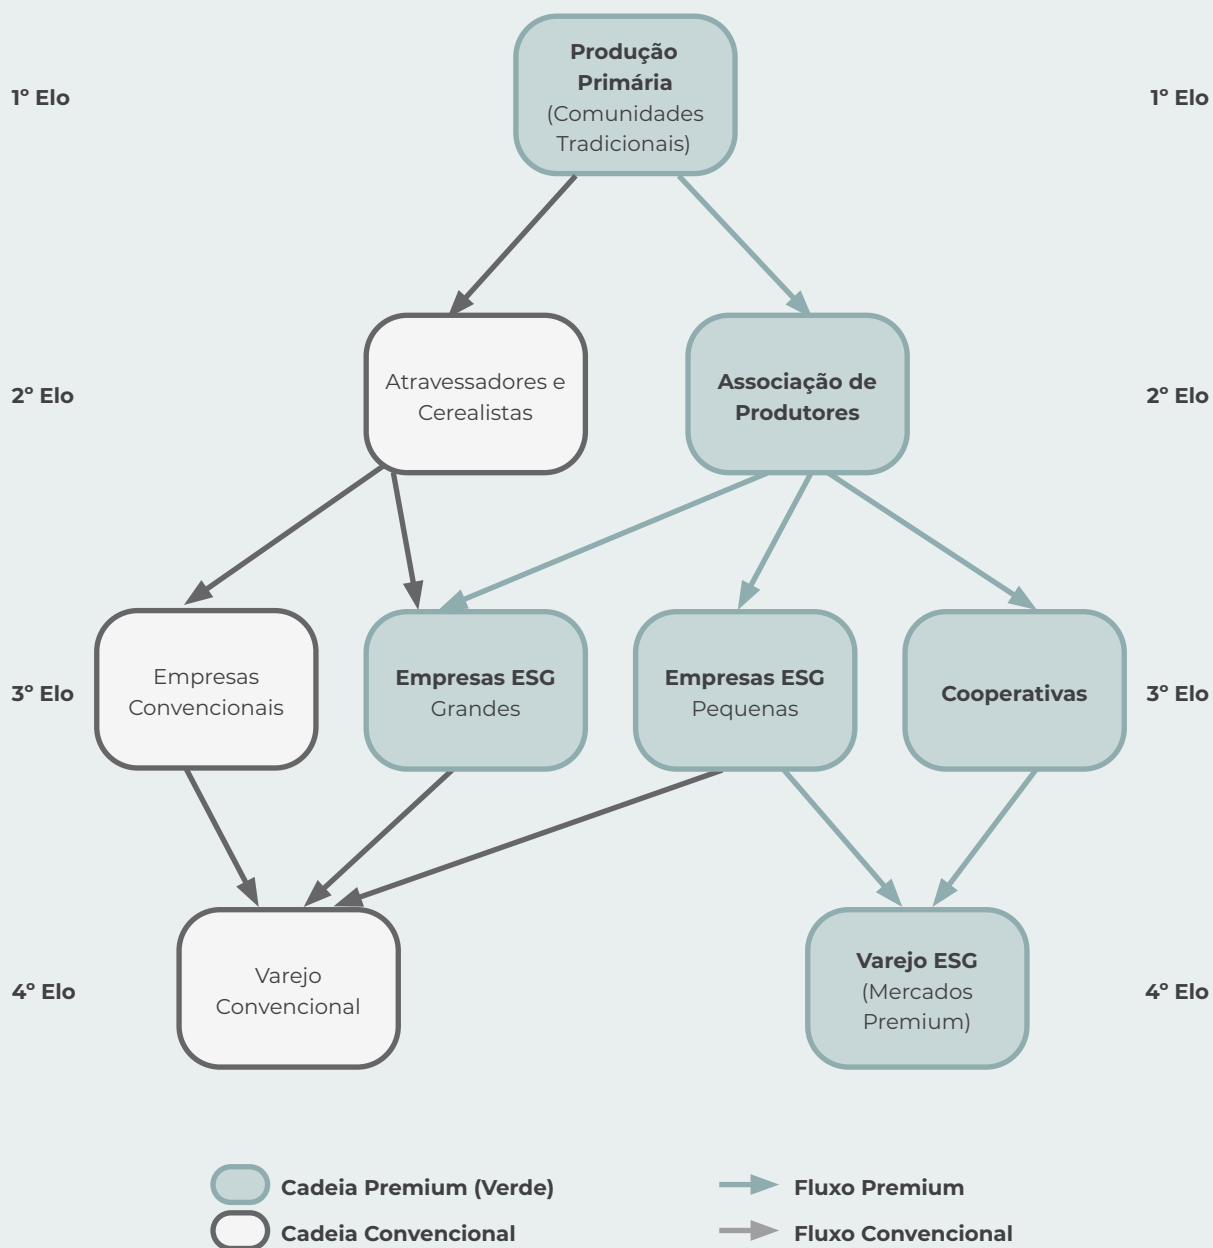 Produção
Primária
(Comunidades
Tradicionais)
1º Elo
1º Elo
Atravessadores e
Cerealistas
Associação de
Produtores
2º Elo
2º Elo
Empresas
Convencionais
Empresas ESG
Grandes
Empresas ESG
Pequenas
Cooperativas
3º Elo
3º Elo
Varejo
Convencional
Varejo ESG
(Mercados
Premium)
4º Elo
4º Elo
Cadeia Premium (Verde)
Fluxo Premium
Cadeia Convencional
Fluxo Convencional